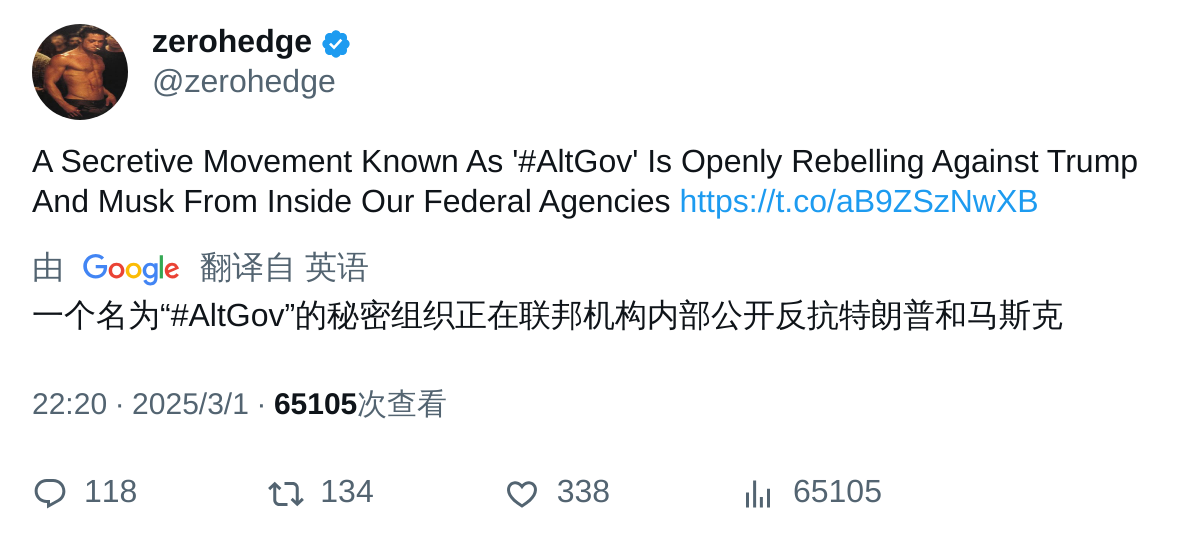 zerohedge
@zerohedge
A Secretive Movement Known As '#AltGov' Is Openly Rebelling Against Trump
And Musk From Inside Our Federal Agencies https://t.co/aB9ZSzNwXB
由 Google 翻译自 英语
一个名为“#AltGov”的秘密组织正在联邦机构内部公开反抗特朗普和马斯克
22:20 · 2025/3/1 · 65105次查看
118 134 338 65105